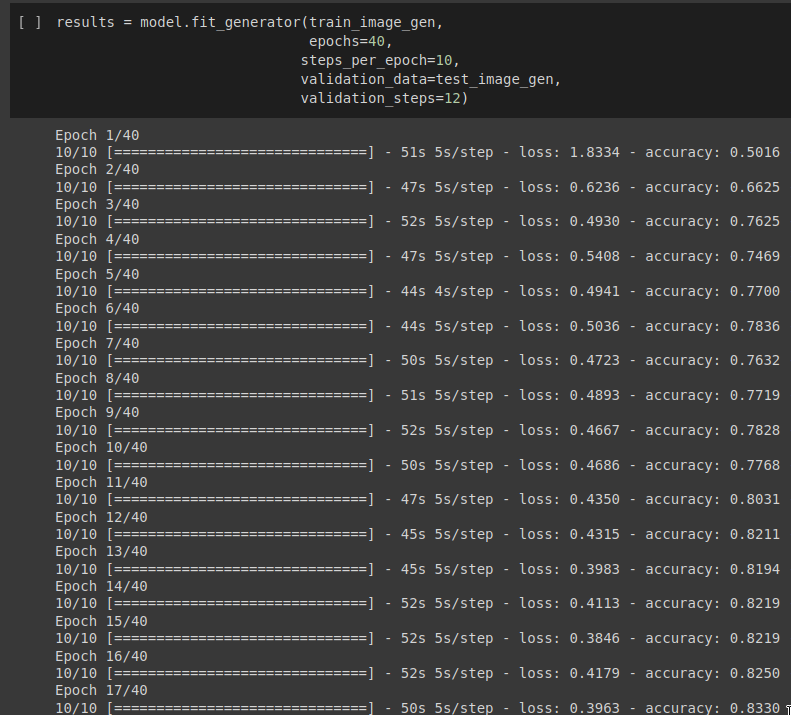 [ ] results = model.fit_generator(train_image_gen,
epochs=40,
steps_per_epoch=10,
validation_data=test_image_gen,
validation_steps=12)
Epoch 1/40
10/10 [==============================] - 51s 5s/step - loss: 1.8334 - accuracy: 0.5016
Epoch 2/40
10/10 [==============================] - 47s 5s/step - loss: 0.6236 - accuracy: 0.6625
Epoch 3/40
10/10 [==============================] - 52s 5s/step - loss: 0.4930 - accuracy: 0.7625
Epoch 4/40
10/10 [==============================] - 47s 5s/step - loss: 0.5408 - accuracy: 0.7469
Epoch 5/40
10/10 [==============================] - 44s 4s/step - loss: 0.4941 - accuracy: 0.7700
Epoch 6/40
10/10 [==============================] - 44s 5s/step - loss: 0.5036 - accuracy: 0.7836
Epoch 7/40
10/10 [==============================] - 50s 5s/step - loss: 0.4723 - accuracy: 0.7632
Epoch 8/40
10/10 [==============================] - 51s 5s/step - loss: 0.4893 - accuracy: 0.7719
Epoch 9/40
10/10 [==============================] - 52s 5s/step - loss: 0.4667 - accuracy: 0.7828
Epoch 10/40
10/10 [==============================] - 50s 5s/step - loss: 0.4686 - accuracy: 0.7768
Epoch 11/40
10/10 [==============================] - 47s 5s/step - loss: 0.4350 - accuracy: 0.8031
Epoch 12/40
10/10 [==============================] - 45s 5s/step - loss: 0.4315 - accuracy: 0.8211
Epoch 13/40
10/10 [==============================] - 45s 5s/step - loss: 0.3983 - accuracy: 0.8194
Epoch 14/40
10/10 [==============================] - 52s 5s/step - loss: 0.4113 - accuracy: 0.8219
Epoch 15/40
10/10 [==============================] - 52s 5s/step - loss: 0.3846 - accuracy: 0.8219
Epoch 16/40
10/10 [==============================] - 52s 5s/step - loss: 0.4179 - accuracy: 0.8250
Epoch 17/40
10/10 [==============================] - 50s 5s/step - loss: 0.3963 - accuracy: 0.8330